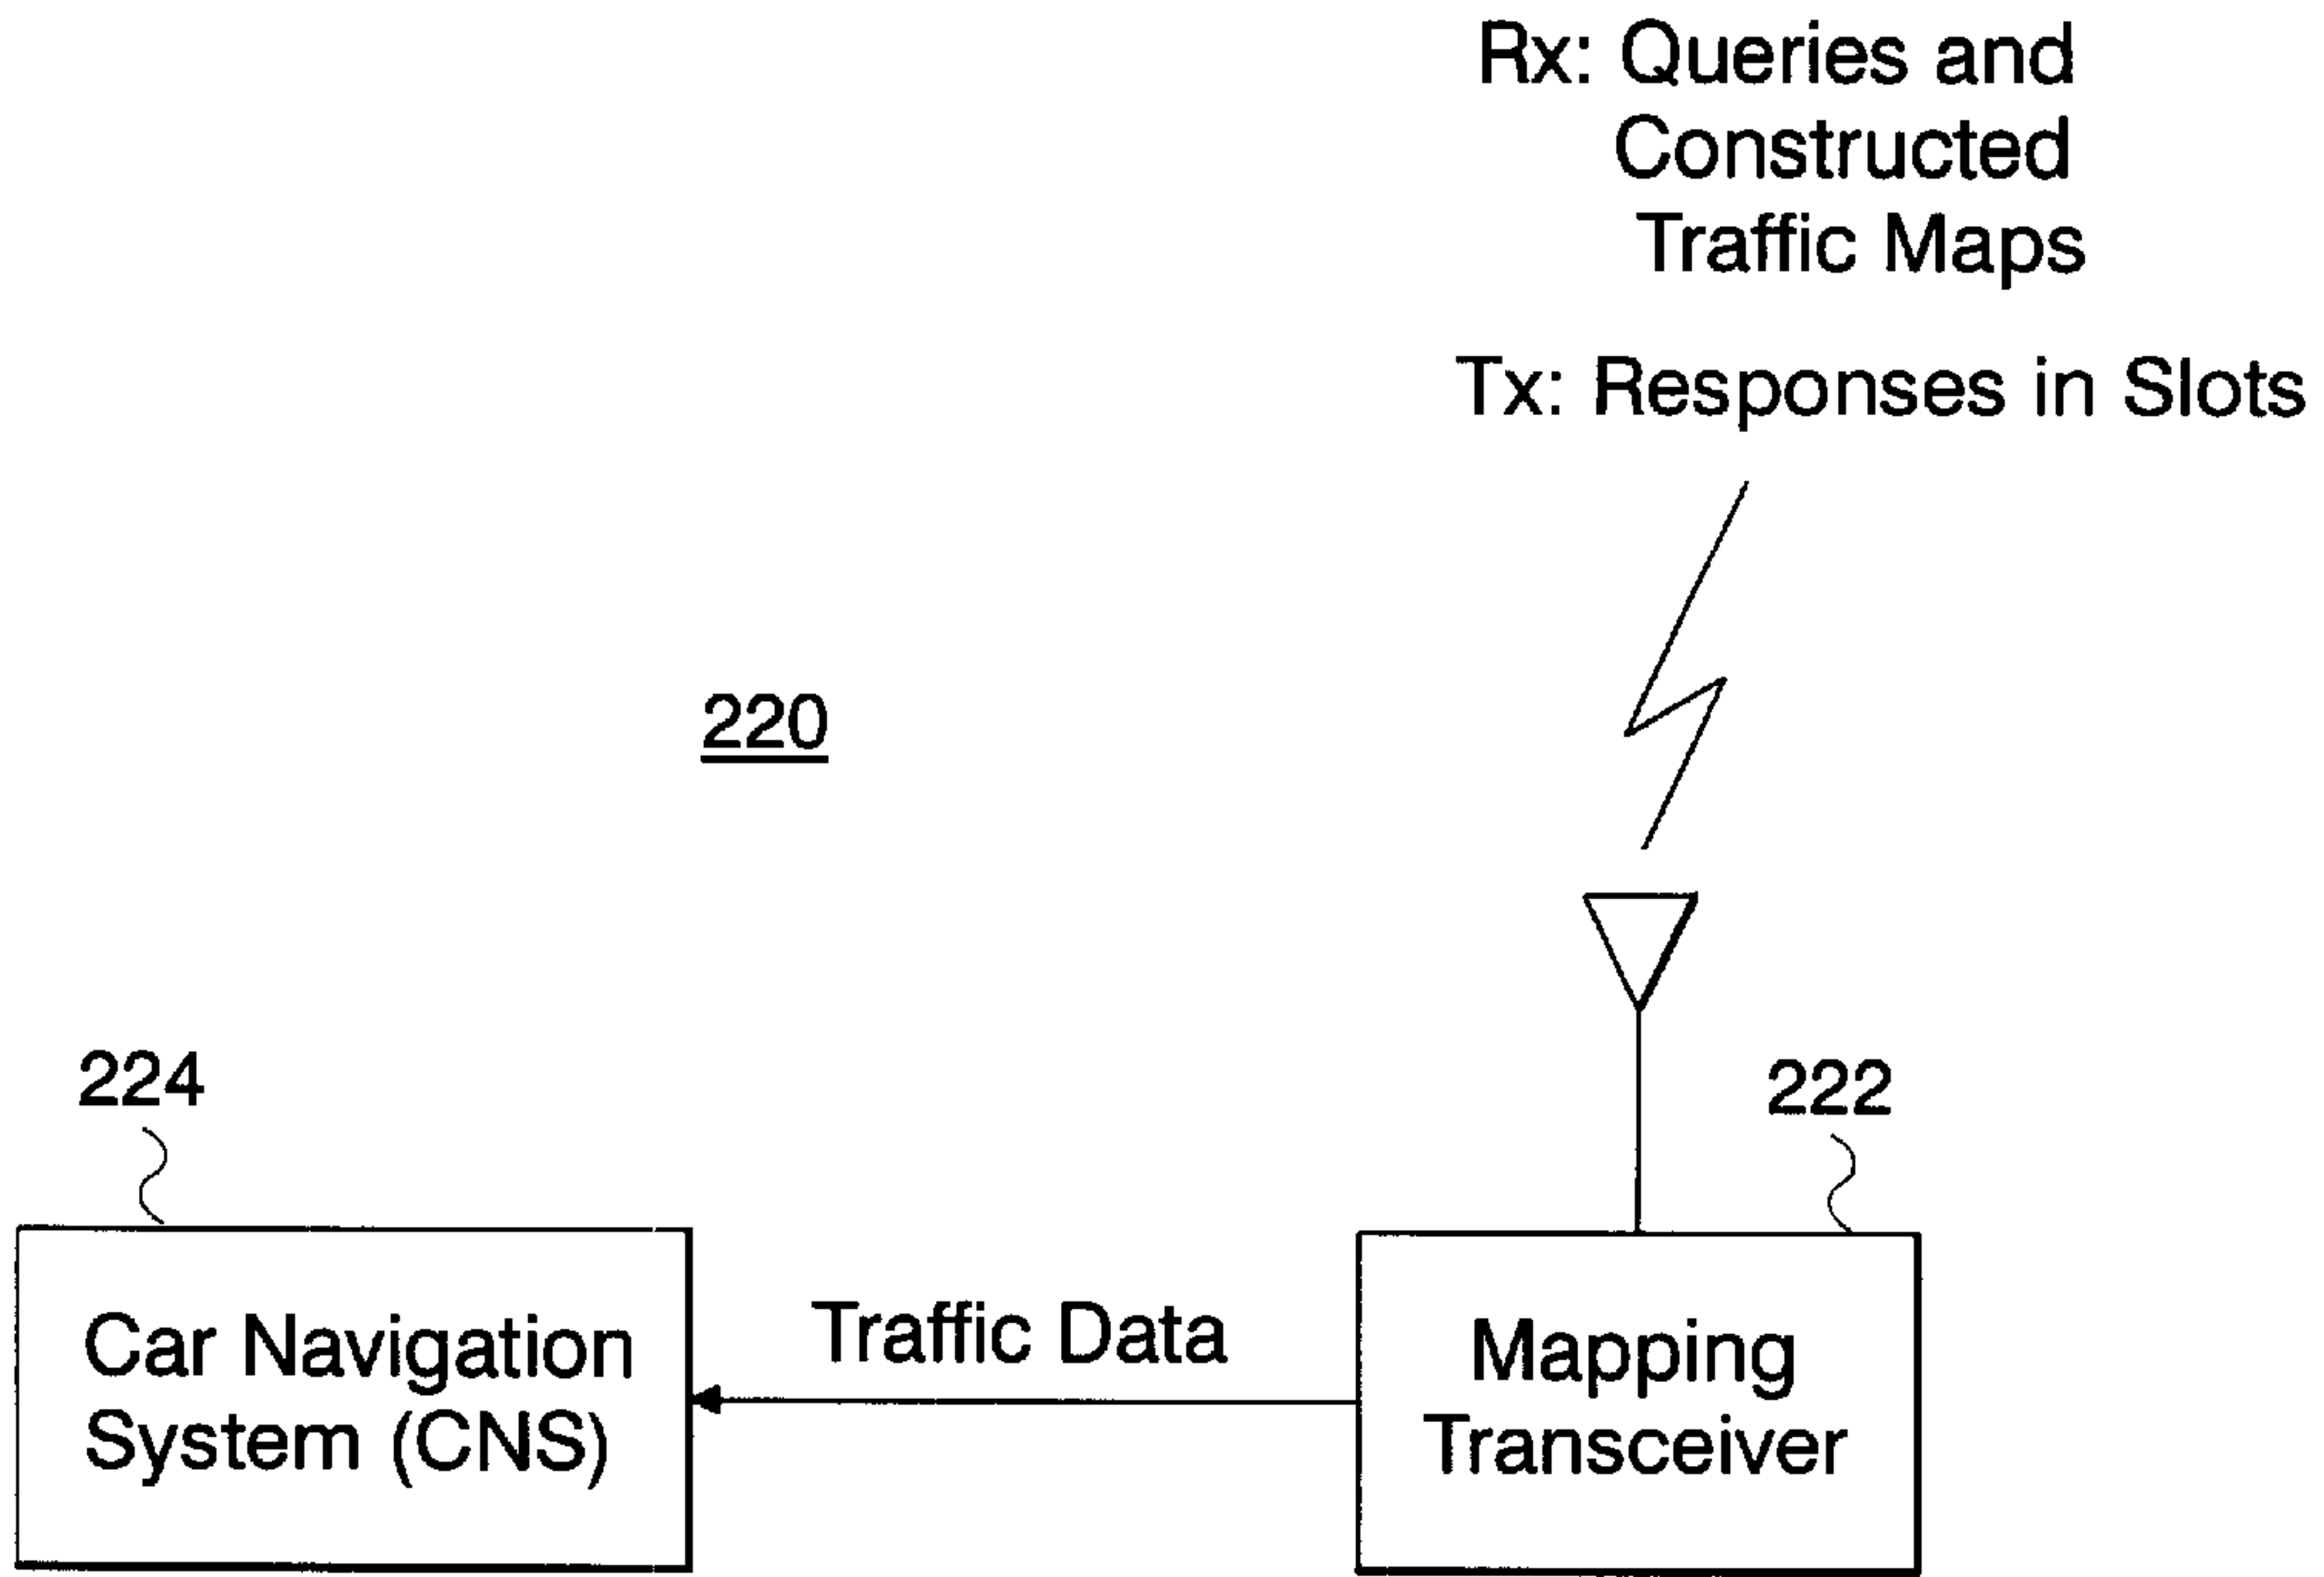 Rx: Queries and
Constructed
Traffic Maps
Tx: Responses in Slots
220
224
222
Car Navigation
System (CNS)
Traffic Data
Mapping
Transceiver